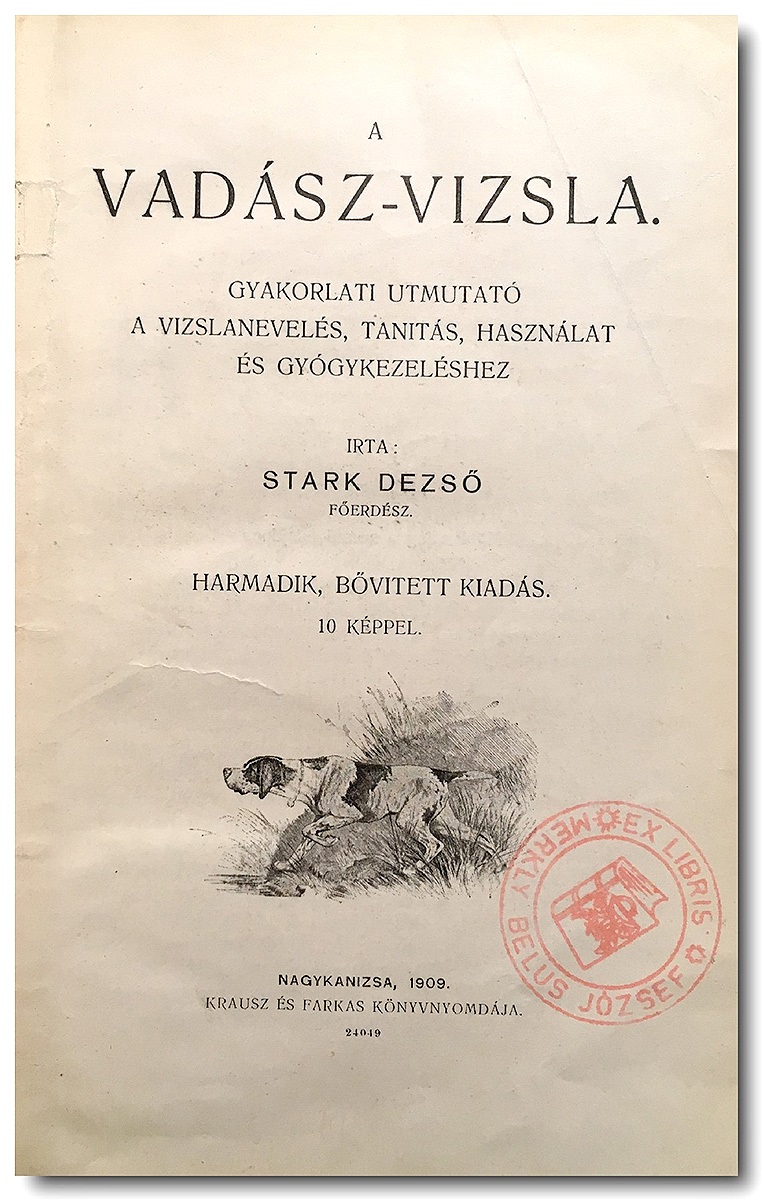 A
VADÁSZ-VIZSLA.
GYAKORLATI UTMUTATÓ
A VIZSLANEVELÉS, TANITÁS, HASZNÁLAT
ÉS GYÓGYKEZELÉSHEZ
IRTA:
STARK DEZSŐ
FŐERDÉSZ.
HARMADIK, BŐVITETT KIADÁS.
10 KÉPPEL.
EX LIBRIS
MERKLY BELUS JÓZSEF
NAGYKANIZSA, 1909.
KRAUSZ ÉS FARKAS KÖNYVNYOMDÁJA.
24049